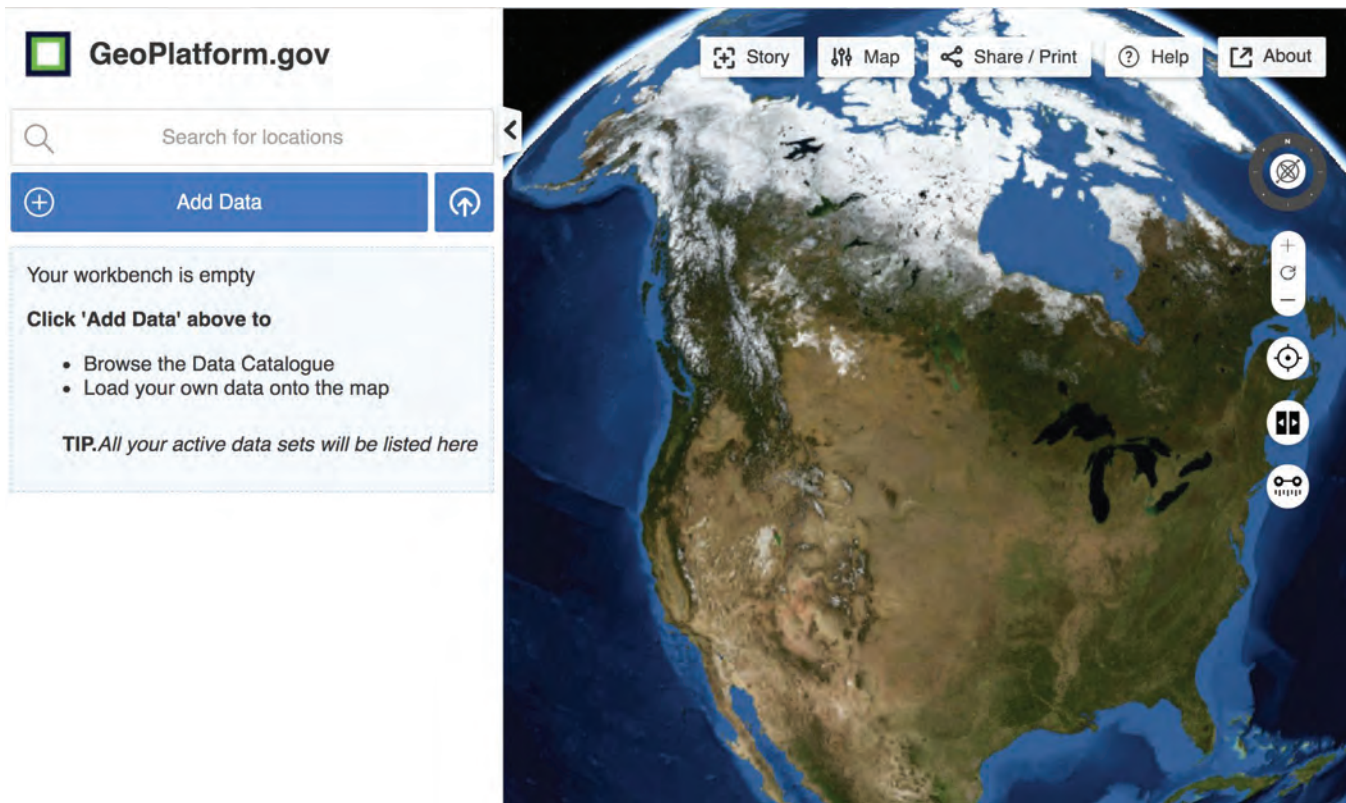 GeoPlatform.gov
Story
Map
Share / Print
Help
About
Search for locations
Add Data
Your workbench is empty
Click 'Add Data' above to
• Browse the Data Catalogue
• Load your own data onto the map
TIP.All your active data sets will be listed here
N